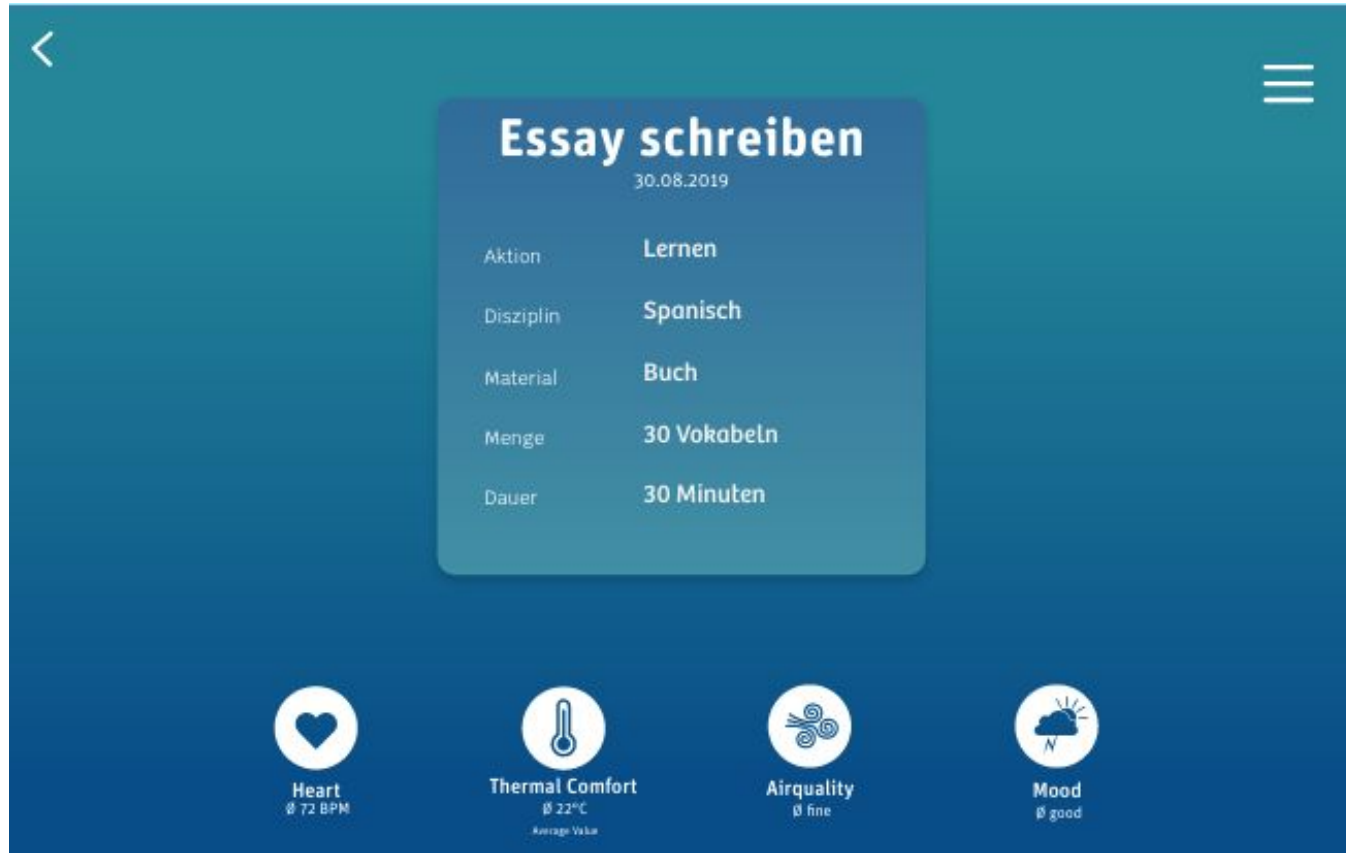 Essay schreiben
30.08.2019
Aktion Lernen
Disziplin Spanisch
Material Buch
Menge 30 Vokabeln
Dauer 30 Minuten
Heart
Ø 72 BPM
Thermal Comfort
Ø 22°C
Average Value
Airquality
Ø fine
Mood
Ø good